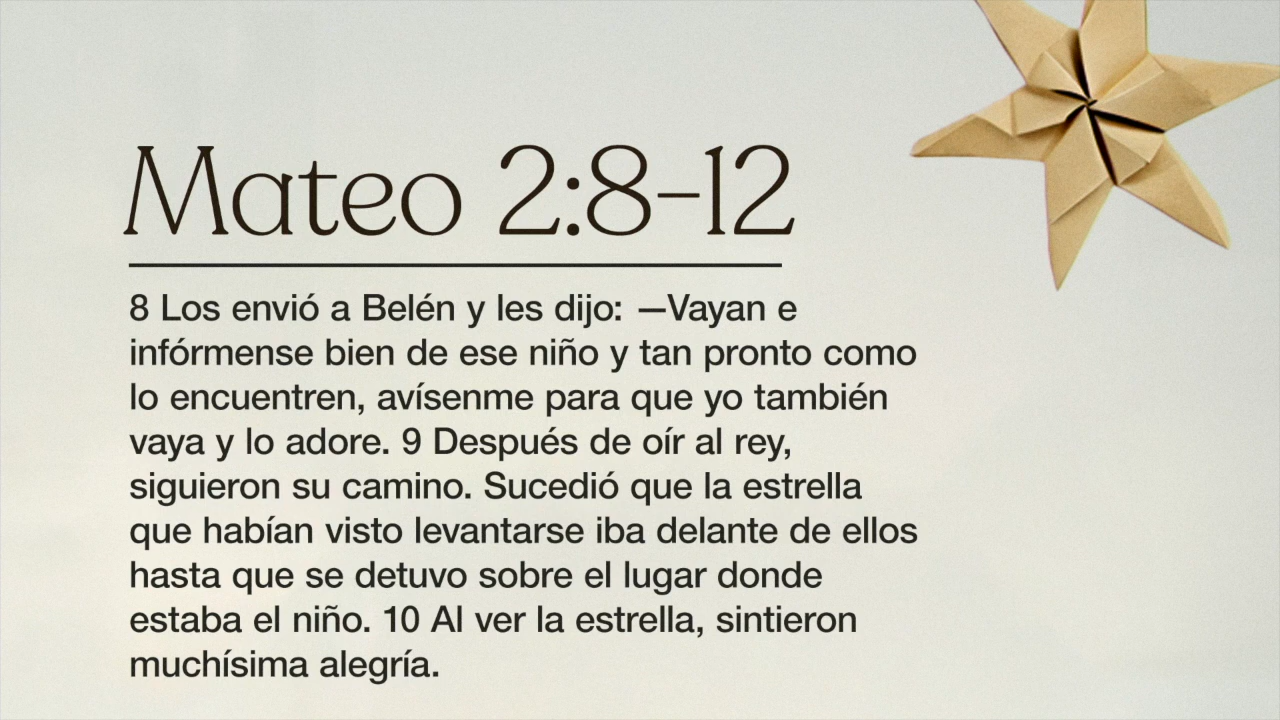 Mateo 2:8-12
8 Los envió a Belén y les dijo: —Vayan e
infórmense bien de ese niño y tan pronto como
lo encuentren, avísenme para que yo también
vaya y lo adore. 9 Después de oír al rey,
siguieron su camino. Sucedió que la estrella
que habían visto levantarse iba delante de ellos
hasta que se detuvo sobre el lugar donde
estaba el niño. 10 Al ver la estrella, sintieron
muchísima alegría.